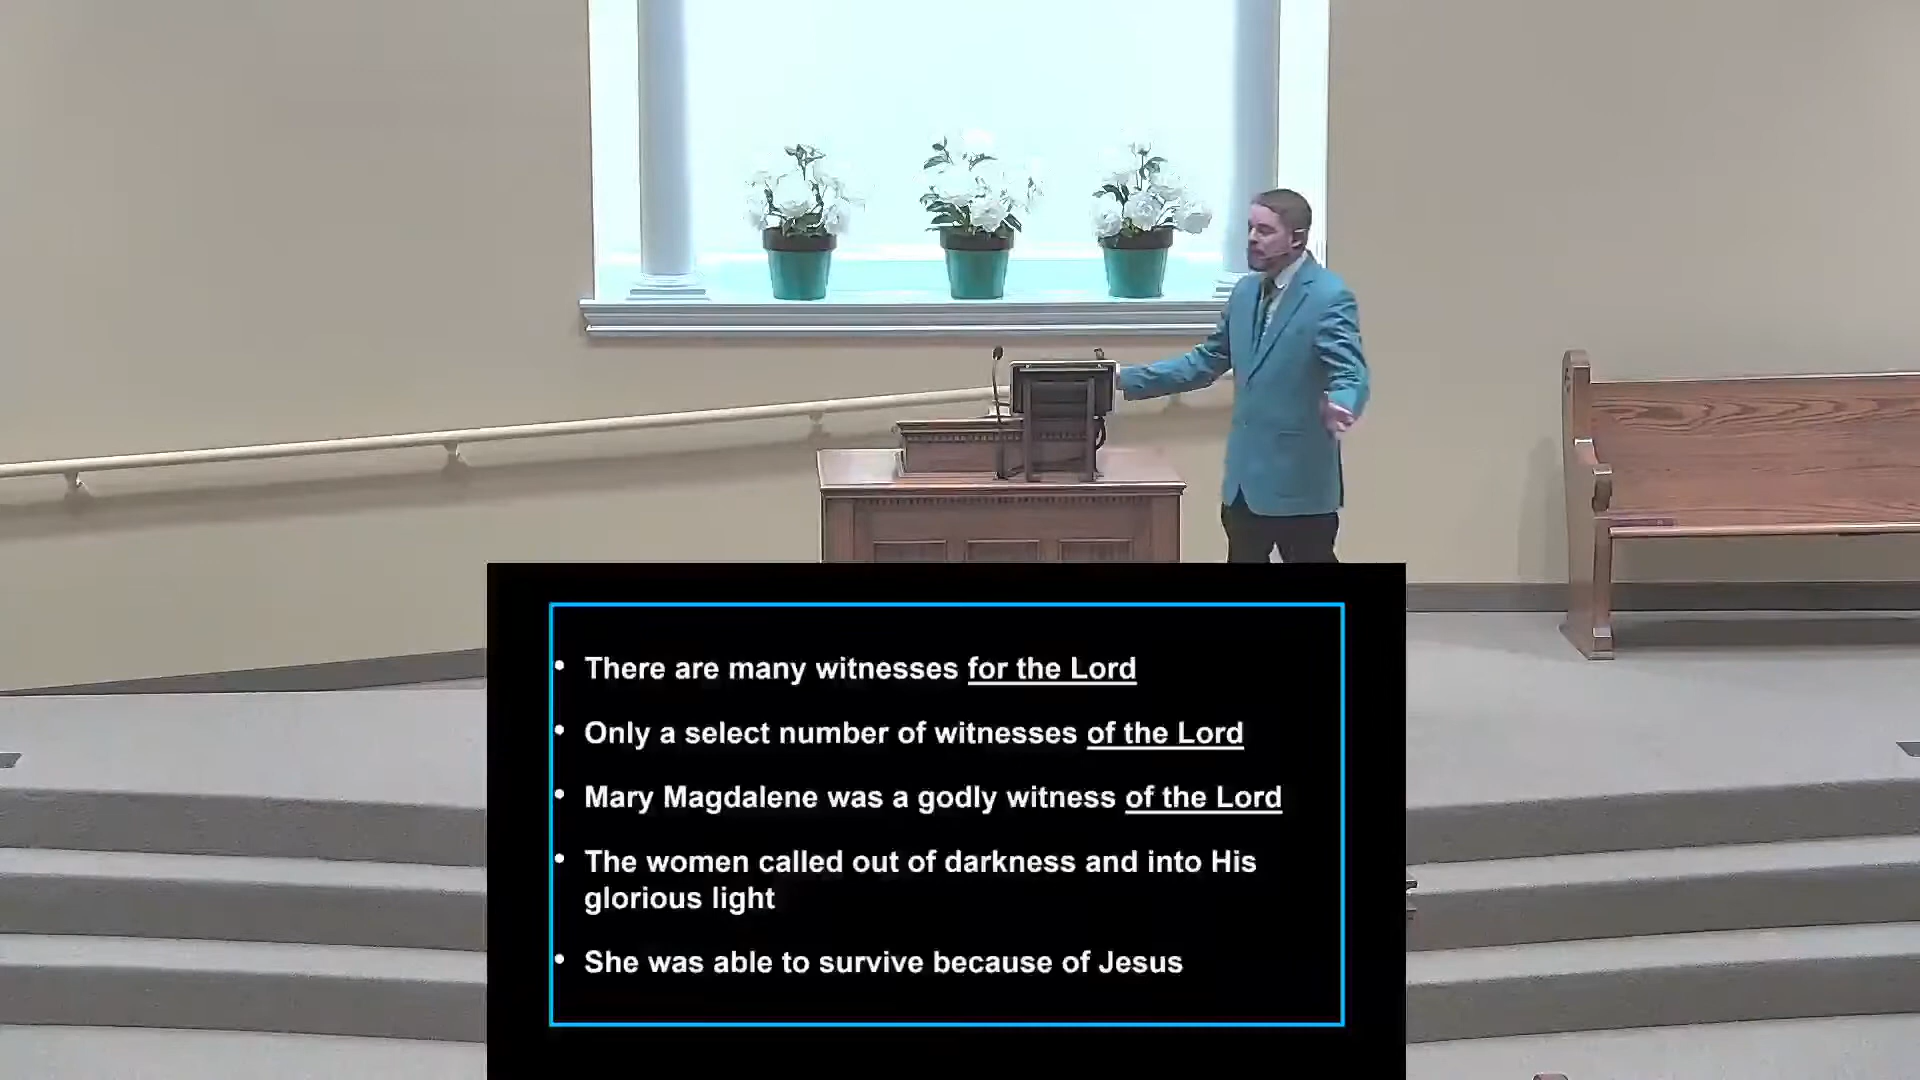 • There are many witnesses for the Lord
• Only a select number of witnesses of the Lord
• Mary Magdalene was a godly witness of the Lord
• The women called out of darkness and into His
glorious light
• She was able to survive because of Jesus